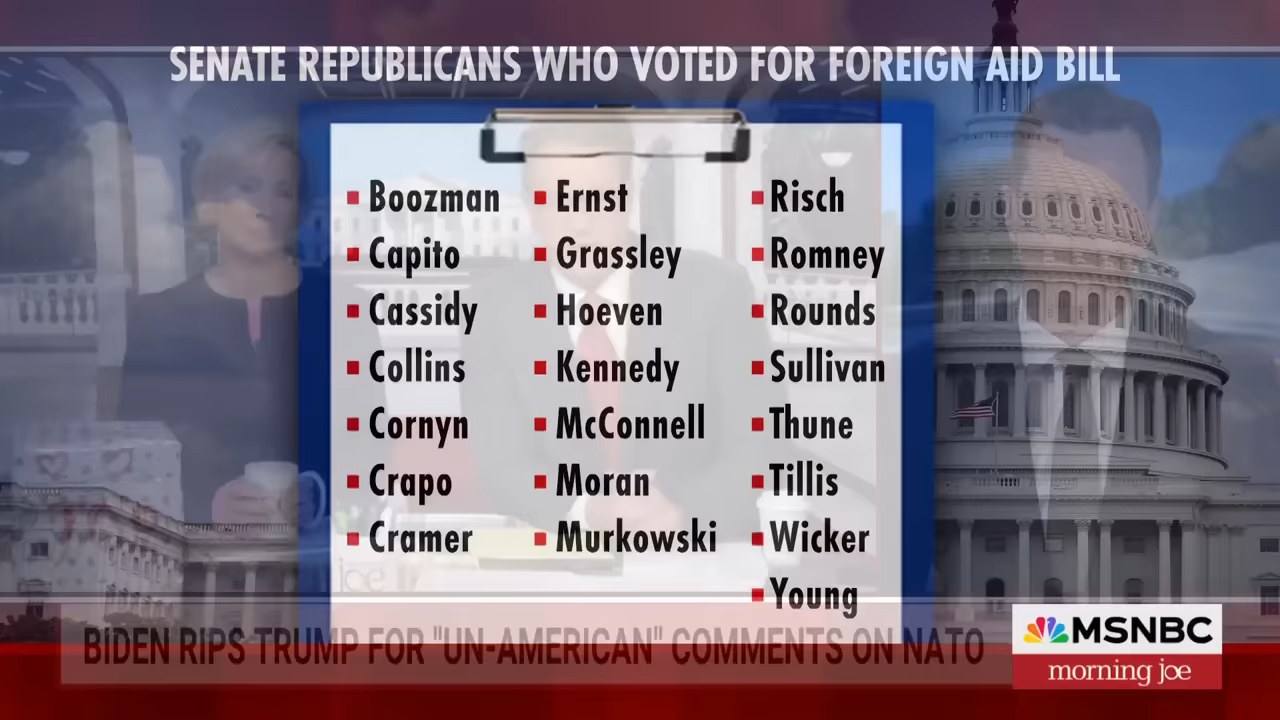 SENATE REPUBLICANS WHO VOTED FOR FOREIGN AID BILL
Boozman
Capito
Cassidy
Collins
Cornyn
Crapo
Cramer
Ernst
Grassley
Hoeven
Kennedy
McConnell
Moran
Murkowski
Risch
Romney
Rounds
Sullivan
Thune
Tillis
Wicker
Young
joe
BIDEN RIPS TRUMP FOR "UN-AMERICAN" COMMENTS ON NATO
MSNBC
morning joe